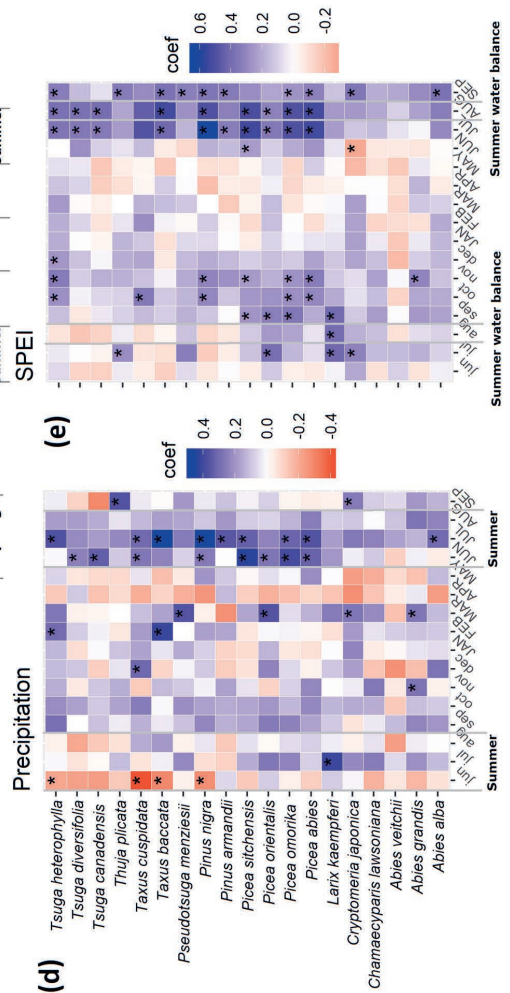 (d)
Precipitation
Tsuga heterophylla
Tsuga diversifolia
Tsuga canadensis
Thuja plicata
Taxus cuspidata
Taxus baccata
Pseudotsuga menziesii
Pinus nigra
Pinus armandii
Picea sitchensis
Picea orientalis
Picea omorika
Picea abies
Larix kaempferi
Cryptomeria japonica
Chamaecyparis lawsoniana
Abies veitchii
Abies grandis
Abies alba
jun jul aug sep oct nov dec JAN FEB MAR APR MAY JUN JUL AUG SEP
Summer Summer
coef
0.4
0.2
0.0
-0.2
-0.4
(e)
SPEI
jun jul aug sep oct nov dec JAN FEB MAR APR MAY JUN JUN AUG SEP
Summer water balance Summer water balance
coef
0.6
0.4
0.2
0.0
-0.2